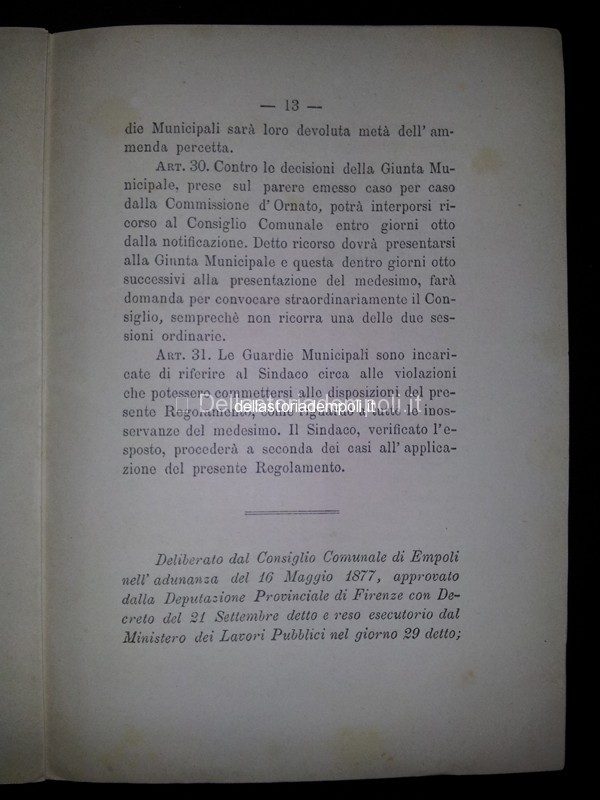 — 13 —
die Municipali sarà loro devoluta metà dell' am-
menda percetta.
ART. 30. Contro le decisioni della Giunta Mu-
nicipale, prese sul parere emesso caso per caso
dalla Commissione d' Ornato, potrà interporsi ri-
corso al Consiglio Comunale entro giorni otto
dalla notificazione. Detto ricorso dovrà presentarsi
alla Giunta Municipale e questa dentro giorni otto
successivi alla presentazione del medesimo, farà
domanda per convocare straordinariamente il Con-
siglio, semprechè non ricorra una delle due ses-
sioni ordinarie.
ART. 31. Le Guardie Municipali sono incari-
cate di riferire al Sindaco circa alle violazioni
che potessero commettersi alle disposizioni del pre-
sente Regolamento, come riguardo a tutte le inos-
dellastoriadempoli.it
servanze del medesimo. Il Sindaco, verificato l'e-
sposto, procederà a seconda dei casi all' applica-
zione del presente Regolamento.
Deliberato dal Consiglio Comunale di Empoli
nell' adunanza del 16 Maggio 1877, approvato
dalla Deputazione Provinciale di Firenze con De-
creto del 21 Settembre detto e reso esecutorio dal
Ministero dei Lavori Pubblici nel giorno 29 detto;